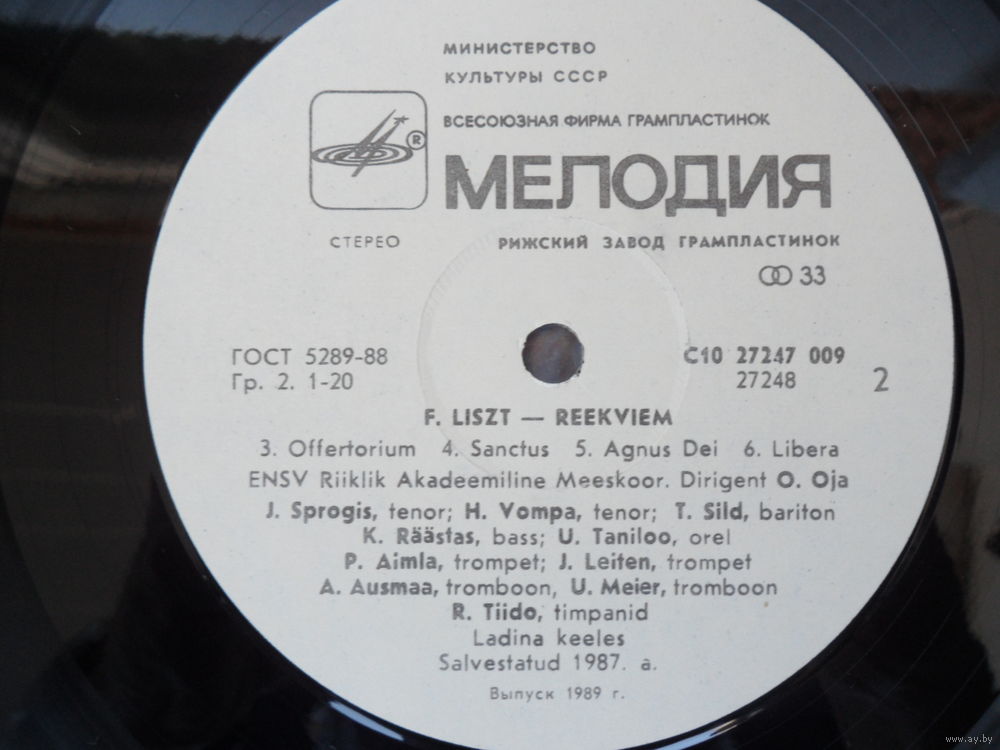 МИНИСТЕРСТВО
КУЛЬТУРЫ СССР
ВСЕСОЮЗНАЯ ФИРМА ГРАМПЛАСТИНОК
®
МЕЛОДИЯ
СТЕРЕО
РИЖСКИЙ ЗАВОД ГРАМПЛАСТИНОК
33
ГОСТ 5289-88
Гр. 2. 1-20
С10 27247 009
27248
2
F. LISZT — REEKVIEM
3. Offertorium 4. Sanctus 5. Agnus Dei 6. Libera
ENSV Riiklik Akadeemiline Meeskoor. Dirigent O. Oja
J. Sprogis, tenor; H. Vompa, tenor; T. Sild, bariton
K. Räästas, bass; U. Taniloo, orel
P. Aimla, trompet; J. Leiten, trompet
A. Ausmaa, tromboon, U. Meier, tromboon
R. Tiido, timpanid
Ladina keeles
Salvestatud 1987. a.
Выпуск 1989 г.
www.ay.by